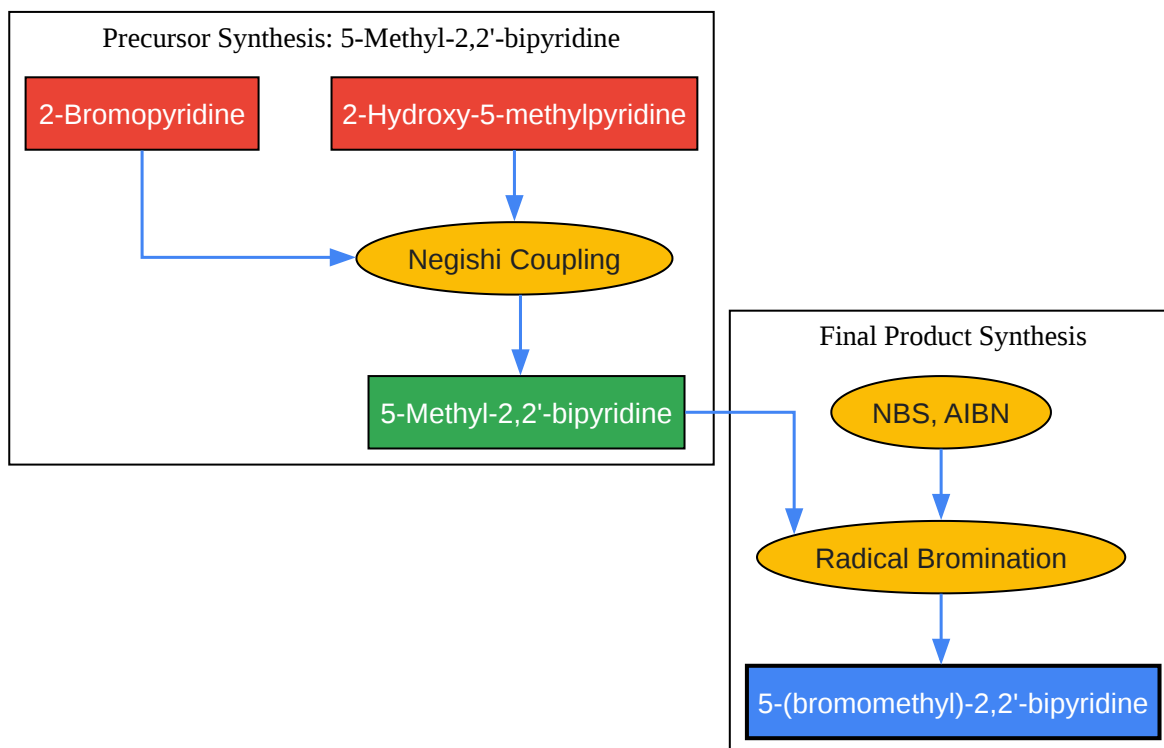 Precursor Synthesis: 5-Methyl-2,2'-bipyridine
2-Bromopyridine
2-Hydroxy-5-methylpyridine
Negishi Coupling
5-Methyl-2,2'-bipyridine
Final Product Synthesis
NBS, AIBN
Radical Bromination
5-(bromomethyl)-2,2'-bipyridine